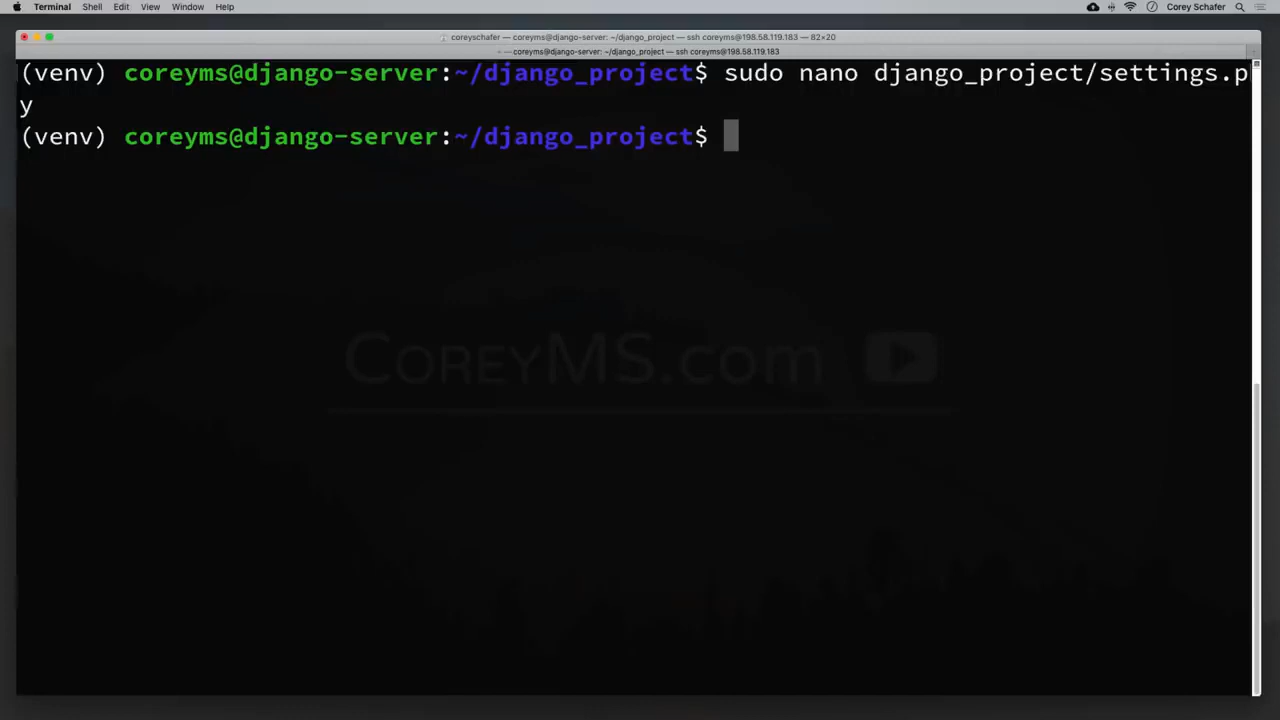 Terminal Shell Edit View Window Help Corey Schafer
coreyschafer — coreyms@django-server: ~/django_project — ssh coreyms@198.58.119.183 — 82×20
— coreyms@django-server: ~/django_project — ssh coreyms@198.58.119.183
(venv) coreyms@django-server:~/django_project$ sudo nano django_project/settings.p
y
(venv) coreyms@django-server:~/django_project$
CoreyMS.com